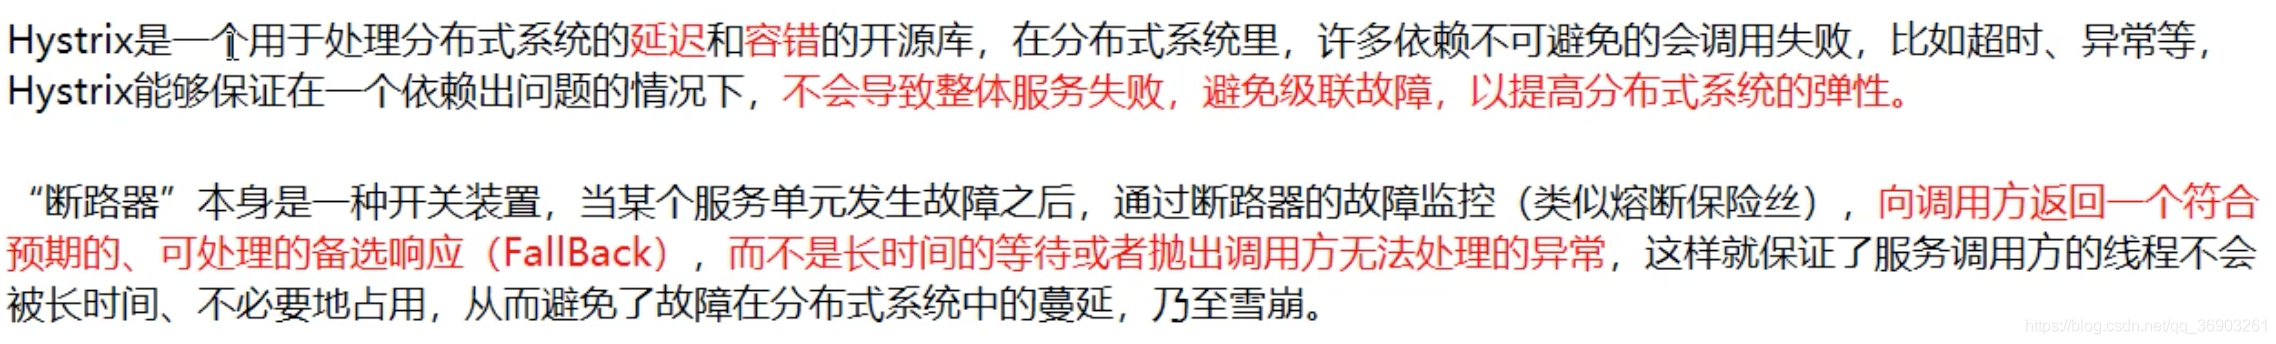 Hystrix是一个用于处理分布式系统的延迟和容错的开源库，在分布式系统里，许多依赖不可避免的会调用失败，比如超时、异常等，
Hystrix能够保证在一个依赖出问题的情况下，不会导致整体服务失败，避免级联故障，以提高分布式系统的弹性。
“断路器”本身是一种开关装置，当某个服务单元发生故障之后，通过断路器的故障监控（类似熔断保险丝），向调用方返回一个符合
预期的、可处理的备选响应（FallBack），而不是长时间的等待或者抛出调用方无法处理的异常，这样就保证了服务调用方的线程不会
被长时间、不必要地占用，从而避免了故障在分布式系统中的蔓延，乃至雪崩。
https://blog.csdn.net/qq_36903261